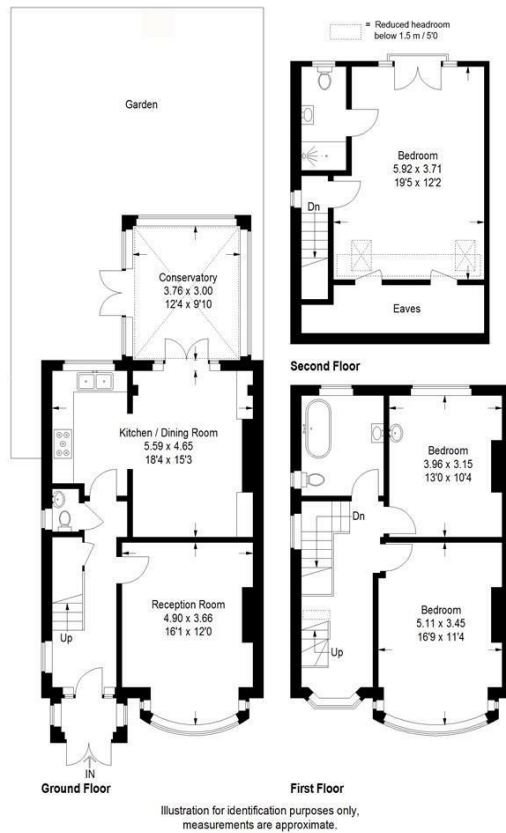 = Reduced headroom
below 1.5 m / 5'0
Garden
Bedroom
5.92 x 3.71
19'5 x 12'2
Dn
Eaves
Second Floor
Conservatory
3.76 x 3.00
12'4 x 9'10
Kitchen / Dining Room
5.59 x 4.65
18'4 x 15'3
Reception Room
4.90 x 3.66
16'1 x 12'0
Up
IN
Ground Floor
Bedroom
3.96 x 3.15
13'0 x 10'4
Dn
Bedroom
5.11 x 3.45
16'9 x 11'4
Up
First Floor
Illustration for identification purposes only,
measurements are approximate.